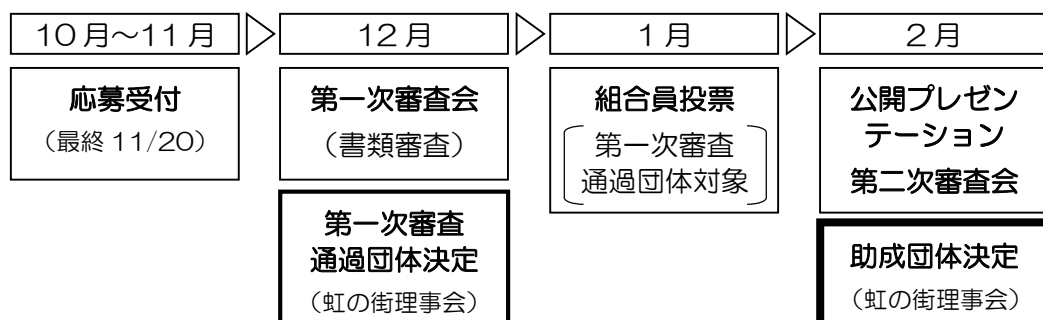 10月〜11月
12月
1月
2月
応募受付
（最終 11/20）
第一次審査会
（書類審査）
第一次審査
通過団体決定
（虹の街理事会）
組合員投票
第一次審査
通過団体対象
公開プレゼン
テーション
第二次審査会
助成団体決定
（虹の街理事会）